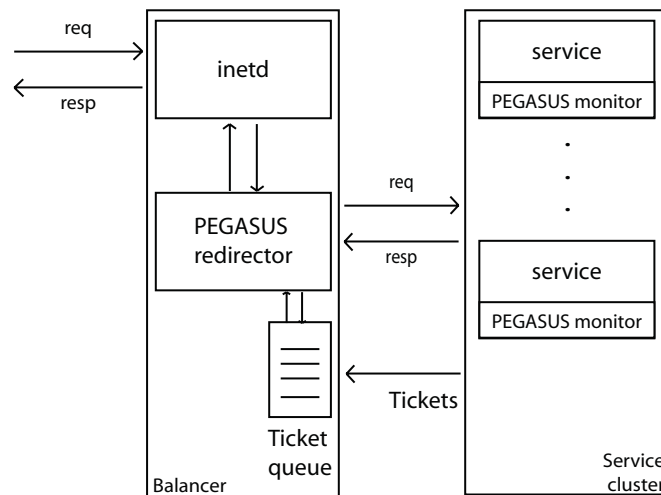 req
resp
inetd
PEGASUS
redirector
Ticket
queue
Balancer
req
resp
Tickets
service
PEGASUS monitor
service
PEGASUS monitor
Service
cluster